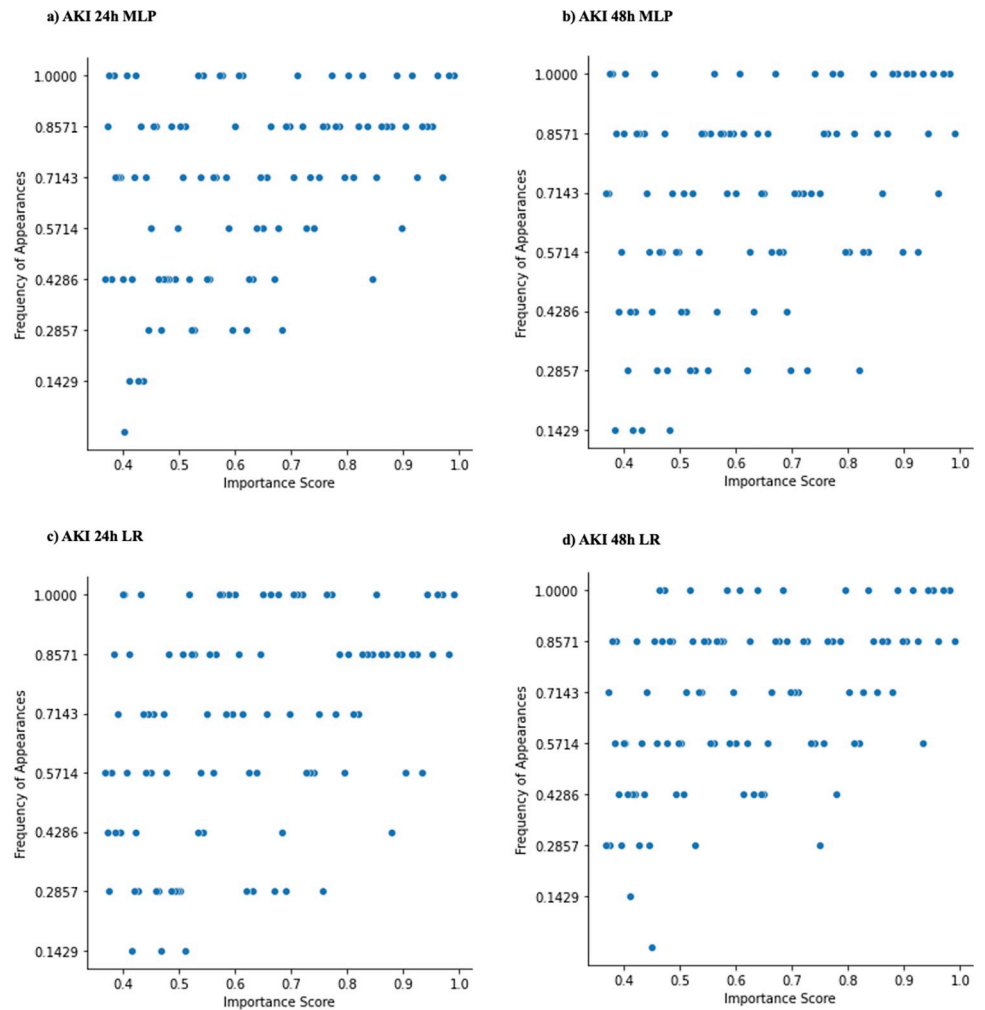 a) AKI 24h MLP
1.0000
0.8571
0.7143
0.5714
0.4286
0.2857
0.1429
Frequency of Appearances
0.4 0.5 0.6 0.7 0.8 0.9 1.0
Importance Score
b) AKI 48h MLP
1.0000
0.8571
0.7143
0.5714
0.4286
0.2857
0.1429
Frequency of Appearances
0.4 0.5 0.6 0.7 0.8 0.9 1.0
Importance Score
c) AKI 24h LR
1.0000
0.8571
0.7143
0.5714
0.4286
0.2857
0.1429
Frequency of Appearances
0.4 0.5 0.6 0.7 0.8 0.9 1.0
Importance Score
d) AKI 48h LR
1.0000
0.8571
0.7143
0.5714
0.4286
0.2857
0.1429
Frequency of Appearances
0.4 0.5 0.6 0.7 0.8 0.9 1.0
Importance Score